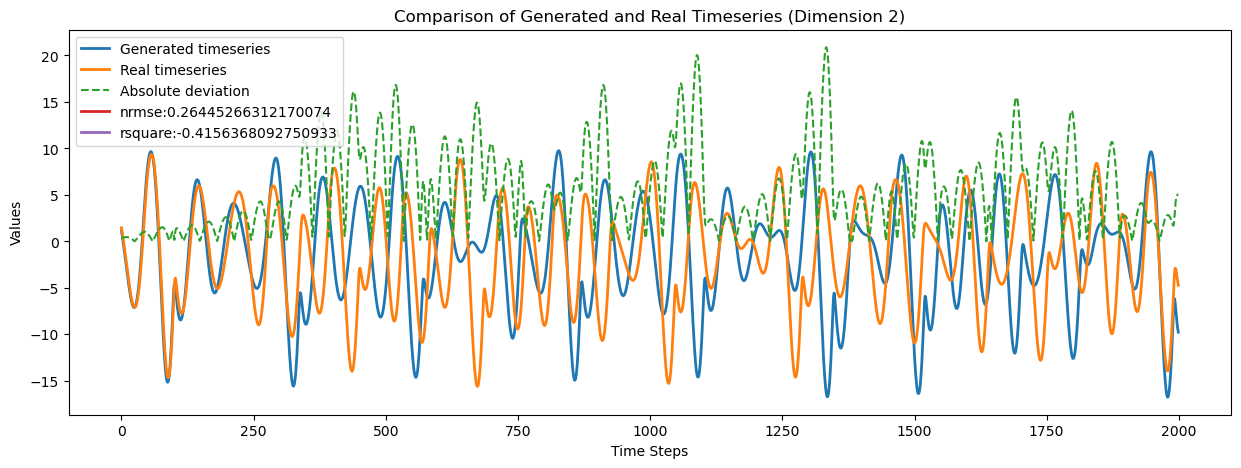 Comparison of Generated and Real Timeseries (Dimension 2)
Generated timeseries
Real timeseries
Absolute deviation
nrmse:0.26445266312170074
rsquare:-0.4156368092750933
20
15
10
5
0
−5
−10
−15
Values
0
250
500
750
1000
1250
1500
1750
2000
Time Steps